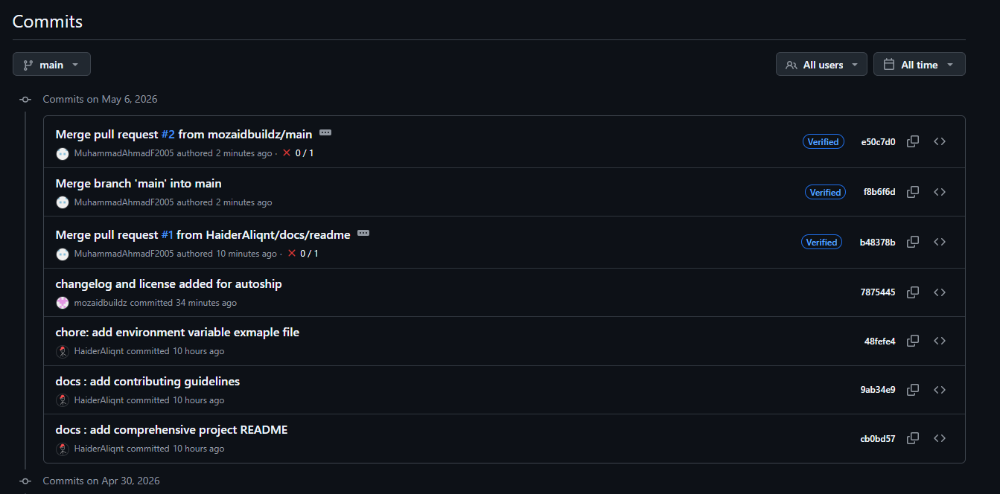 Commits
main
All users
All time
Commits on May 6, 2026
Merge pull request #2 from mozaidbuildz/main
Verified
e50c7d0
MuhammadAhmadF2005 authored 2 minutes ago · 0 / 1
Merge branch 'main' into main
Verified
f8b6f6d
MuhammadAhmadF2005 authored 2 minutes ago
Merge pull request #1 from HaiderAliqnt/docs/readme
Verified
b48378b
MuhammadAhmadF2005 authored 10 minutes ago · 0 / 1
changelog and license added for autoship
7875445
mozaidbuildz committed 34 minutes ago
chore: add environment variable exmaple file
48fefe4
HaiderAliqnt committed 10 hours ago
docs : add contributing guidelines
9ab34e9
HaiderAliqnt committed 10 hours ago
docs : add comprehensive project README
cb0bd57
HaiderAliqnt committed 10 hours ago
Commits on Apr 30, 2026